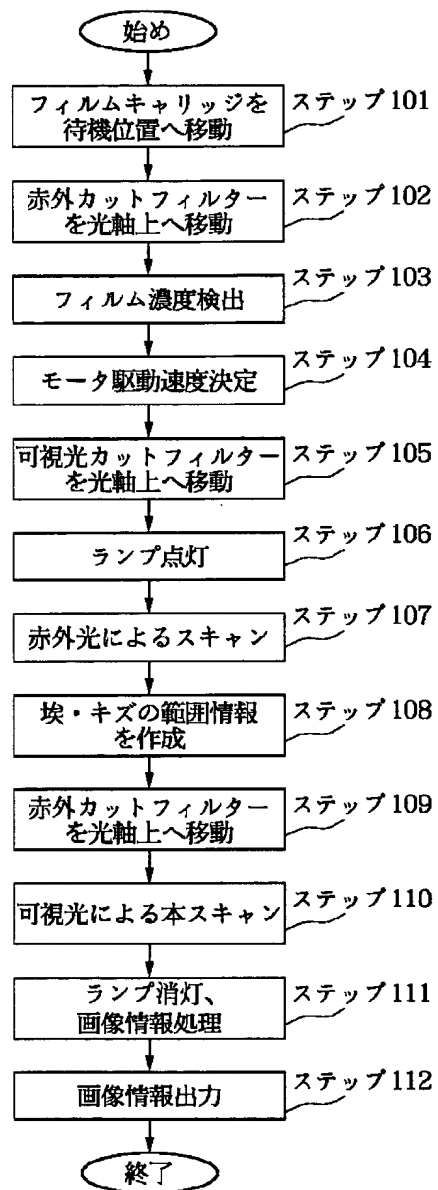 始め
フィルムキャリッジを
待機位置へ移動
ステップ101
赤外カットフィルター
を光軸上へ移動
ステップ102
フィルム濃度検出
ステップ103
モータ駆動速度決定
ステップ104
可視光カットフィルター
を光軸上へ移動
ステップ105
ランプ点灯
ステップ106
赤外光によるスキャン
ステップ107
埃・キズの範囲情報
を作成
ステップ108
赤外カットフィルター
を光軸上へ移動
ステップ109
可視光による本スキャン
ステップ110
ランプ消灯、
画像情報処理
ステップ111
画像情報出力
ステップ112
終了